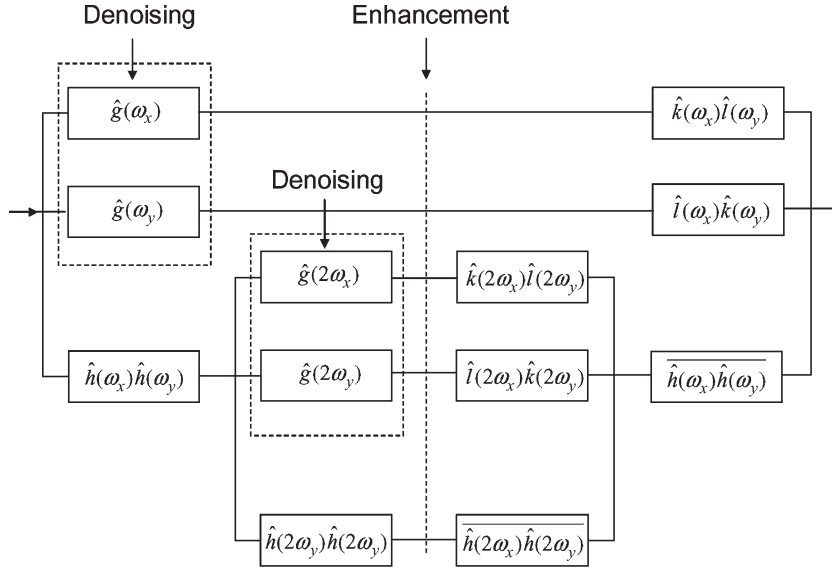 Denoising
Enhancement
ĝ(ω_x)
k̂(ω_x)l̂(ω_y)
Denoising
ĝ(ω_y)
l̂(ω_x)k̂(ω_y)
ĝ(2ω_x)
k̂(2ω_x)l̂(2ω_y)
ĥ(ω_x)ĥ(ω_y)
ĝ(2ω_y)
l̂(2ω_x)k̂(2ω_y)
\overline{ĥ(ω_x)ĥ(ω_y)}
ĥ(2ω_y)ĥ(2ω_y)
\overline{ĥ(2ω_x)ĥ(2ω_y)}